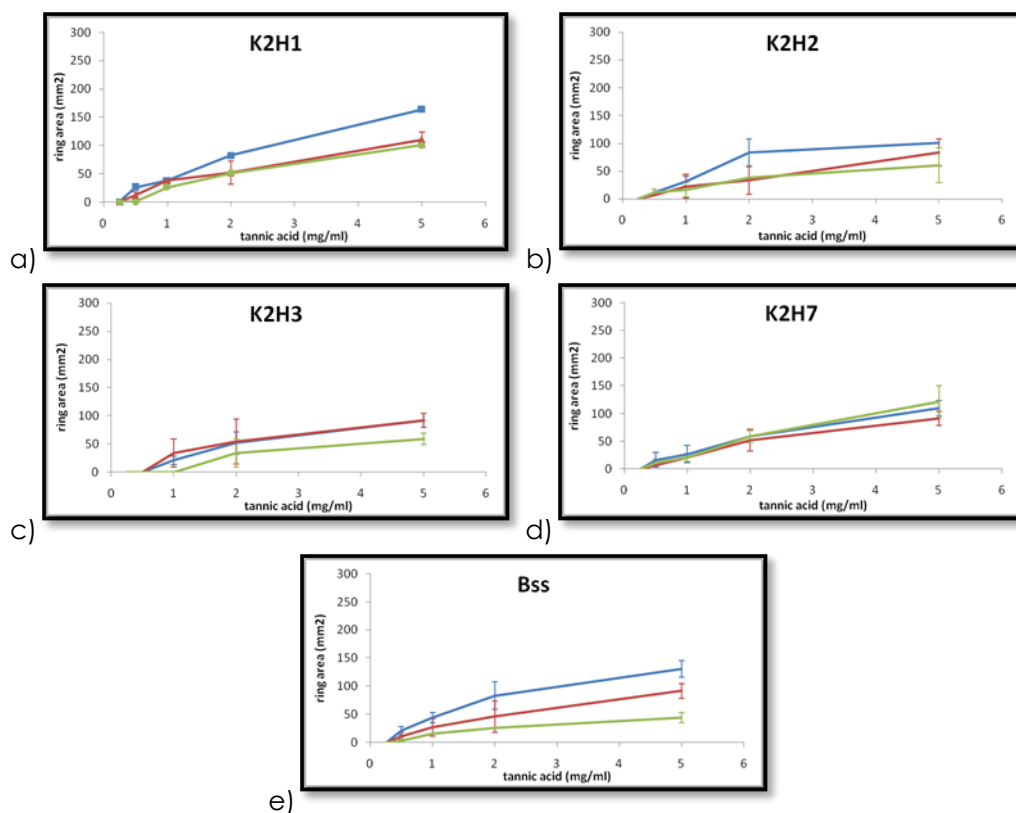 K2H1
300
250
200
150
100
50
0
ring area (mm2)
0 1 2 3 4 5 6
tannic acid (mg/ml)
a)
K2H2
300
250
200
150
100
50
0
ring area (mm2)
0 1 2 3 4 5 6
tannic acid (mg/ml)
b)
K2H3
300
250
200
150
100
50
0
ring area (mm2)
0 1 2 3 4 5 6
tannic acid (mg/ml)
c)
K2H7
300
250
200
150
100
50
0
ring area (mm2)
0 1 2 3 4 5 6
tannic acid (mg/ml)
d)
Bss
300
250
200
150
100
50
0
ring area (mm2)
0 1 2 3 4 5 6
tannic acid (mg/ml)
e)